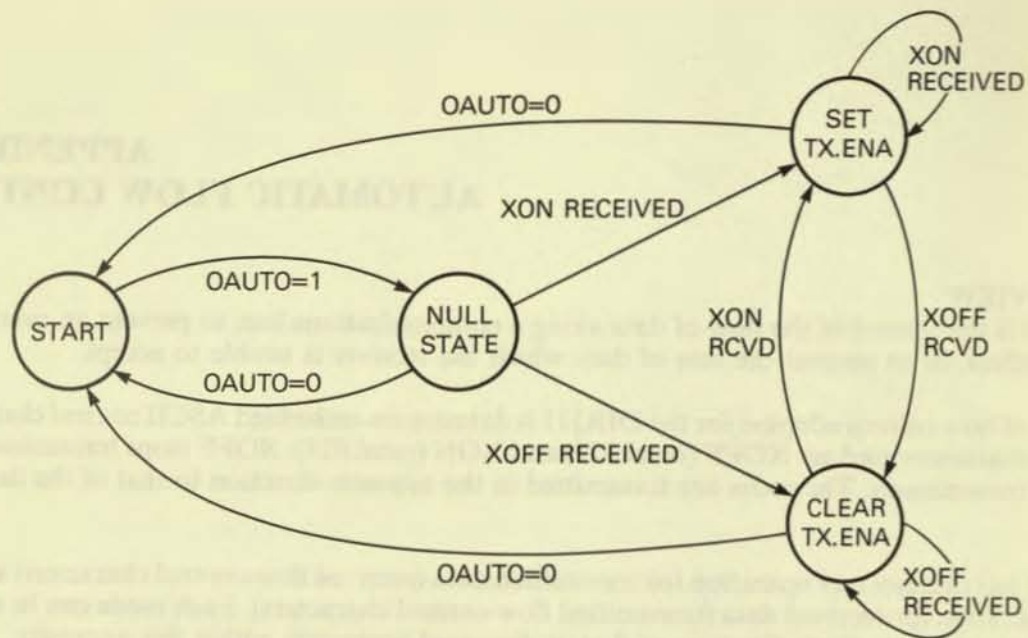 XON
RECEIVED
OAUTO=0
SET
TX.ENA
XON RECEIVED
OAUTO=1
START
NULL
STATE
XON
RCVD
XOFF
RCVD
OAUTO=0
XOFF RECEIVED
CLEAR
TX.ENA
OAUTO=0
XOFF
RECEIVED